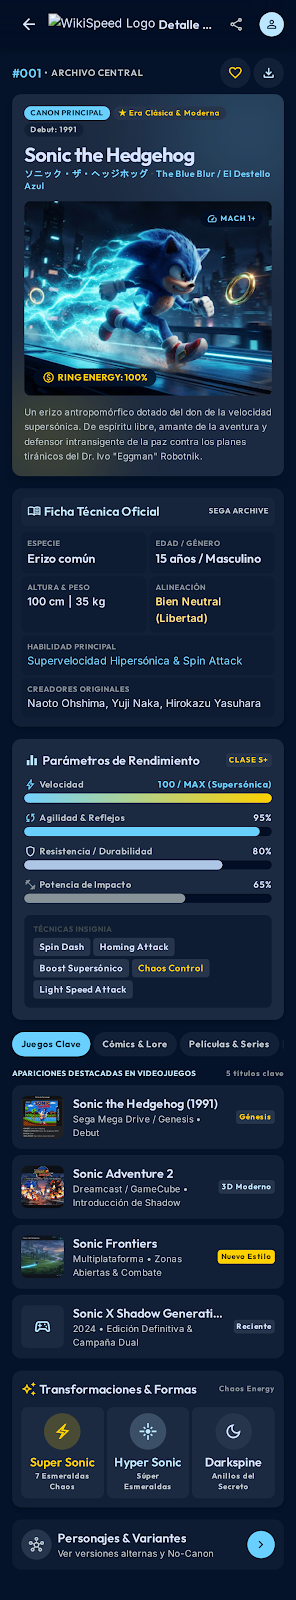 WikiSpeed Logo Detalle ...
#001 • ARCHIVO CENTRAL
CANON PRINCIPAL
★ Era Clásica & Moderna
Debut: 1991
Sonic the Hedgehog
ソニック・ザ・ヘッジホッグ · The Blue Blur / El Destello
Azul
MACH 1+
RING ENERGY: 100%
Un erizo antropomórfico dotado del don de la velocidad
supersónica. De espíritu libre, amante de la aventura y
defensor intransigente de la paz contra los planes
tiránicos del Dr. Ivo "Eggman" Robotnik.
Ficha Técnica Oficial
SEGA ARCHIVE
ESPECIE
Erizo común
EDAD / GÉNERO
15 años / Masculino
ALTURA & PESO
100 cm | 35 kg
ALINEACIÓN
Bien Neutral
(Libertad)
HABILIDAD PRINCIPAL
Supervelocidad Hipersónica & Spin Attack
CREADORES ORIGINALES
Naoto Ohshima, Yuji Naka, Hirokazu Yasuhara
Parámetros de Rendimiento
CLASE S+
Velocidad
100 / MAX (Supersónica)
Agilidad & Reflejos
95%
Resistencia / Durabilidad
80%
Potencia de Impacto
65%
TÉCNICAS INSIGNIA
Spin Dash
Homing Attack
Boost Supersónico
Chaos Control
Light Speed Attack
Juegos Clave
Cómics & Lore
Películas & Series
APARICIONES DESTACADAS EN VIDEOJUEGOS
5 títulos clave
Sonic the Hedgehog (1991)
Sega Mega Drive / Genesis •
Debut
Génesis
Sonic Adventure 2
Dreamcast / GameCube •
Introducción de Shadow
3D Moderno
Sonic Frontiers
Multiplataforma • Zonas
Abiertas & Combate
Nuevo Estilo
Sonic X Shadow Generati...
2024 • Edición Definitiva &
Campaña Dual
Reciente
Transformaciones & Formas
Chaos Energy
Super Sonic
7 Esmeraldas
Chaos
Hyper Sonic
Súper
Esmeraldas
Darkspine
Anillos del
Secreto
Personajes & Variantes
Ver versiones alternas y No-Canon